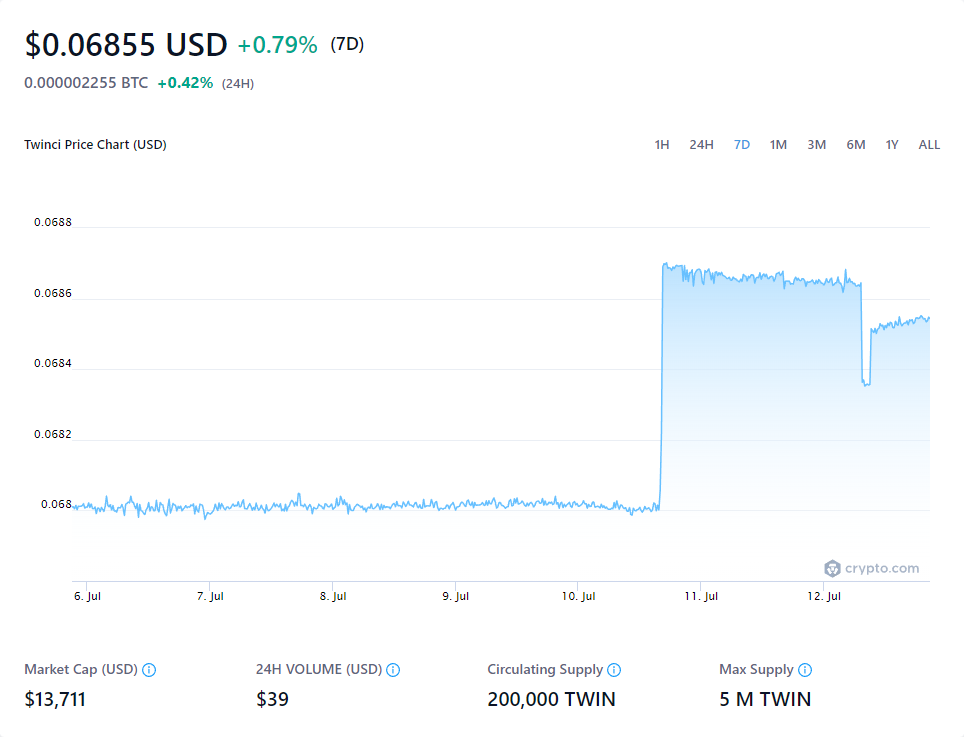 $0.06855 USD +0.79% (7D)
0.000002255 BTC +0.42% (24H)
Twinci Price Chart (USD) 1H 24H 7D 1M 3M 6M 1Y ALL
0.0688
0.0686
0.0684
0.0682
0.068
crypto.com
6. Jul 7. Jul 8. Jul 9. Jul 10. Jul 11. Jul 12. Jul
Market Cap (USD) 24H VOLUME (USD) Circulating Supply Max Supply
$13,711 $39 200,000 TWIN 5 M TWIN